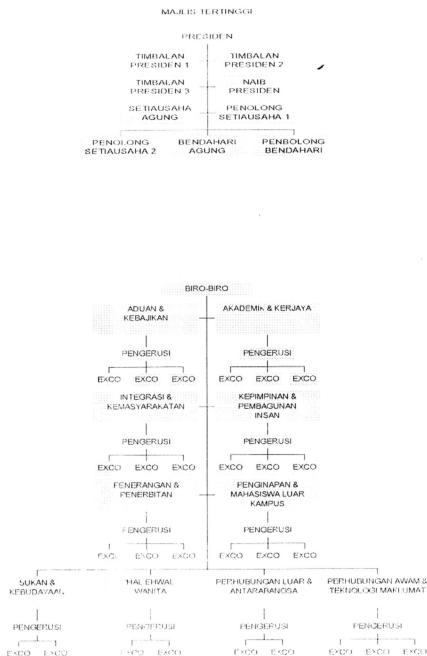 MAJLIS TERTINGGI
PRESIDEN
TIMBALAN PRESIDEN 1
TIMBALAN PRESIDEN 2
TIMBALAN PRESIDEN 3
NAIB PRESIDEN
SETIAUSAHA AGUNG
PENOLONG SETIAUSAHA 1
PENOLONG SETIAUSAHA 2
BENDAHARI AGUNG
PENBOLONG BENDAHARI
BIRO-BIRO
ADUAN & KEBAJIKAN
AKADEMIK & KERJAYA
PENGERUSI
PENGERUSI
EXCO EXCO EXCO
EXCO EXCO EXCO
INTEGRASI & KEMASYARAKATAN
KEPIMPINAN & PEMBAGUNAN INSAN
PENGERUSI
PENGERUSI
EXCO EXCO EXCO
EXCO EXCO EXCO
PENERANGAN & PENERBITAN
PENGINAPAN & MAHASISWA LUAR KAMPUS
PENGERUSI
PENGERUSI
EXCO EXCO EXCO
EXCO EXCO EXCO
SUKAN & KEBUDAYAAN
HAL EHWAL WANITA
PERHUBUNGAN LUAR & ANTARABANGSA
PERHUBUNGAN AWAM & TEKNOLOGI MAKLUMAT
PENGERUSI
PENGERUSI
PENGERUSI
PENGERUSI
EXCO EXCO
EXCO EXCO
EXCO EXCO EXCO
EXCO EXCO EXCO